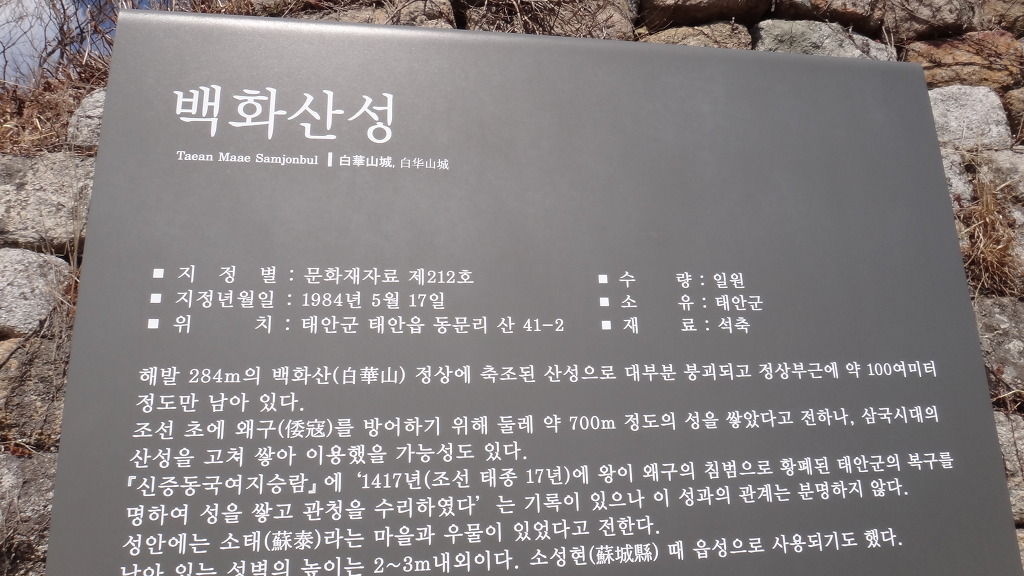 백화산성
Taean Maae Samjonbul ▌白華山城, 白华山城
■ 지 정 별 : 문화재자료 제212호
■ 수 량 : 일원
■ 지정년월일 : 1984년 5월 17일
■ 소 유 : 태안군
■ 위 치 : 태안군 태안읍 동문리 산 41-2
■ 재 료 : 석축
해발 284m의 백화산(白華山) 정상에 축조된 산성으로 대부분 붕괴되고 정상부근에 약 100여미터
정도만 남아 있다.
조선 초에 왜구(倭寇)를 방어하기 위해 둘레 약 700m 정도의 성을 쌓았다고 전하나, 삼국시대의
산성을 고쳐 쌓아 이용했을 가능성도 있다.
『신증동국여지승람』에 ‘1417년(조선 태종 17년)에 왕이 왜구의 침범으로 황폐된 태안군의 복구를
명하여 성을 쌓고 관청을 수리하였다’는 기록이 있으나 이 성과의 관계는 분명하지 않다.
성안에는 소태(蘇泰)라는 마을과 우물이 있었다고 전한다.
남아 있는 성벽의 높이는 2~3m내외이다. 소성현(蘇城縣) 때 읍성으로 사용되기도 했다.